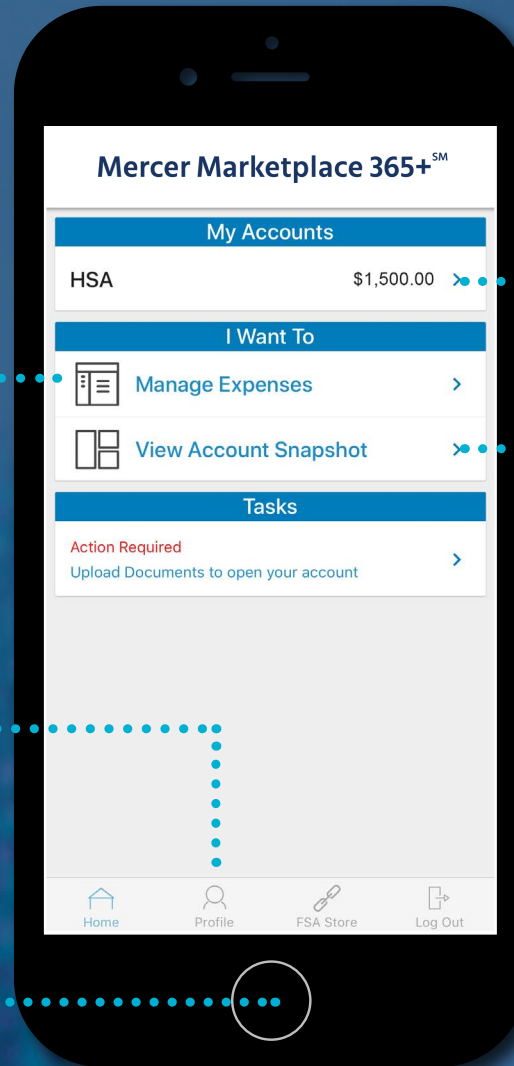 Mercer Marketplace 365+℠
My Accounts
HSA $1,500.00
I Want To
Manage Expenses
View Account Snapshot
Tasks
Action Required
Upload Documents to open your account
Home Profile FSA Store Log Out